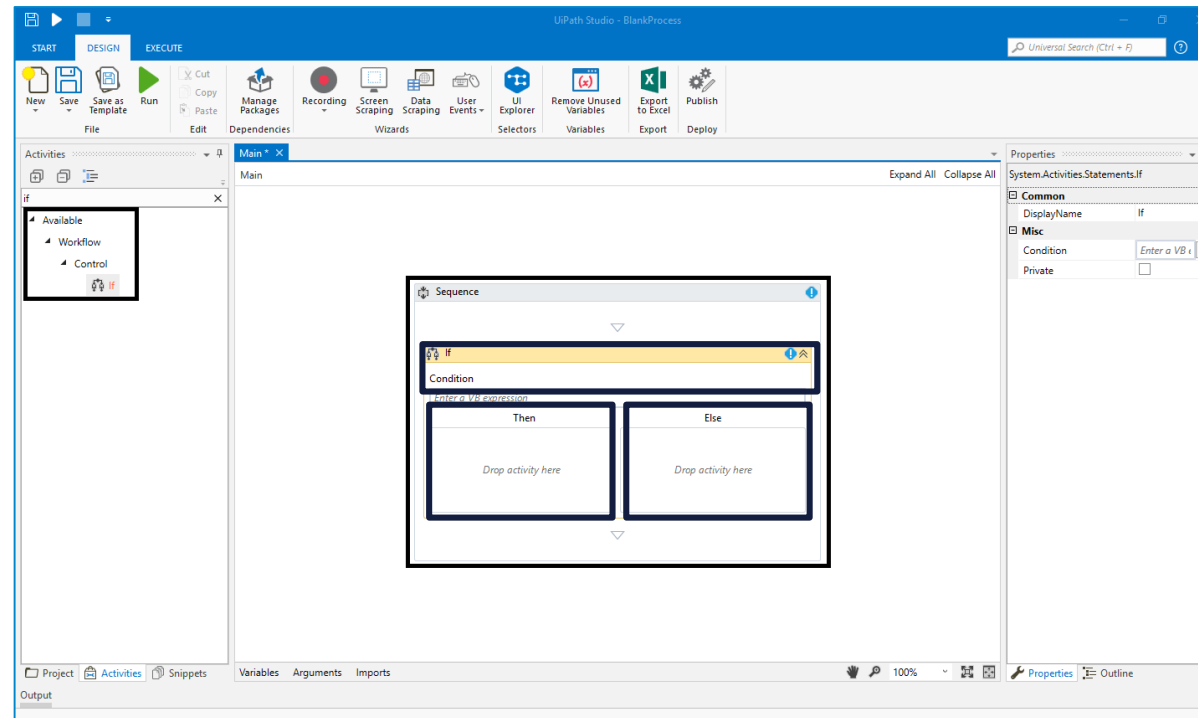 UiPath Studio - BlankProcess
START DESIGN EXECUTE
Universal Search (Ctrl + F)
New Save Save as Template Run
Cut
Copy
Paste
Manage Packages
Recording
Screen Scraping
Data Scraping
User Events
UI Explorer
Remove Unused Variables
Export to Excel
Publish
File Edit Dependencies Wizards Selectors Variables Export Deploy
Activities
Main *
Properties
Main
Expand All Collapse All
System.Activities.Statements.If
if
Common
Available
DisplayName If
Misc
Workflow
Condition Enter a VB e
Control
Private
If
Sequence
If
Condition
Enter a VB expression
Then Else
Drop activity here Drop activity here
Project Activities Snippets
Variables Arguments Imports
100%
Properties Outline
Output